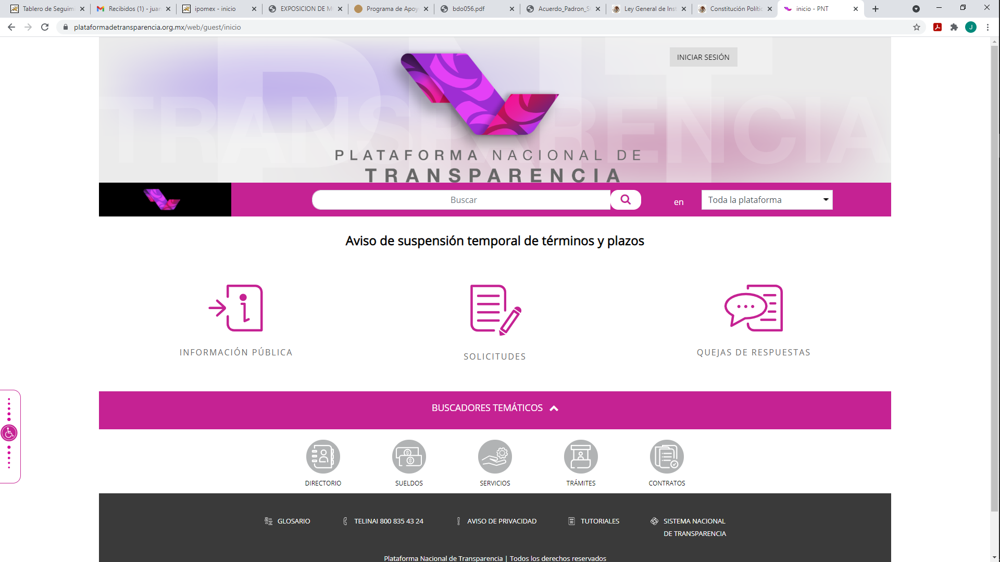 Tablero de Seguim
Recibidos (1) - juan
ipomex - inicio
EXPOSICION DE M
Programa de Apoy
bdo056.pdf
Acuerdo_Padron_S
Ley General de Inst
Constitución Polític
inicio - PNT
plataformadetransparencia.org.mx/web/guest/inicio
J
PNT
TRANSPARENCIA
INICIAR SESIÓN
PLATAFORMA NACIONAL DE
TRANSPARENCIA
Buscar
en
Toda la plataforma
Aviso de suspensión temporal de términos y plazos
INFORMACIÓN PÚBLICA
SOLICITUDES
QUEJAS DE RESPUESTAS
BUSCADORES TEMÁTICOS
DIRECTORIO
SUELDOS
SERVICIOS
TRÁMITES
CONTRATOS
GLOSARIO
TELINAI 800 835 43 24
AVISO DE PRIVACIDAD
TUTORIALES
SISTEMA NACIONAL
DE TRANSPARENCIA
Plataforma Nacional de Transparencia | Todos los derechos reservados